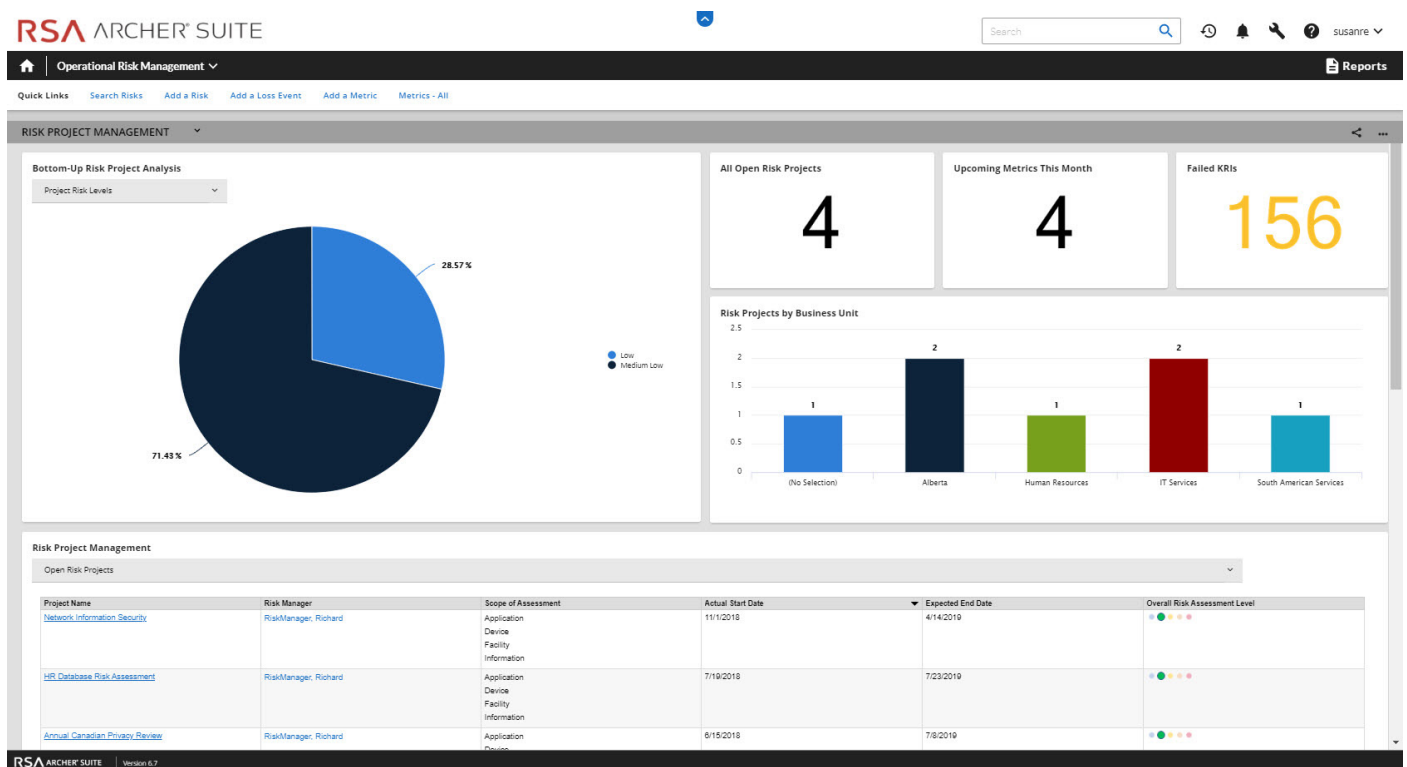 RSA ARCHER® SUITE
Search
susanre
Operational Risk Management
Reports
Quick Links Search Risks Add a Risk Add a Loss Event Add a Metric Metrics - All
RISK PROJECT MANAGEMENT
Bottom-Up Risk Project Analysis
Project Risk Levels
28.57 %
71.43 %
Low
Medium Low
All Open Risk Projects
4
Upcoming Metrics This Month
4
Failed KRIs
156
Risk Projects by Business Unit
2.5
2
1.5
1
0.5
0
1
2
1
2
1
(No Selection) Alberta Human Resources IT Services South American Services
Risk Project Management
Open Risk Projects
Project Name Risk Manager Scope of Assessment Actual Start Date Expected End Date Overall Risk Assessment Level
Network Information Security RiskManager, Richard Application 11/1/2018 4/14/2019
Device
Facility
Information
HR Database Risk Assessment RiskManager, Richard Application 7/19/2018 7/23/2019
Device
Facility
Information
Annual Canadian Privacy Review RiskManager, Richard Application 6/15/2018 7/8/2019
Device
RSA ARCHER® SUITE Version 6.7